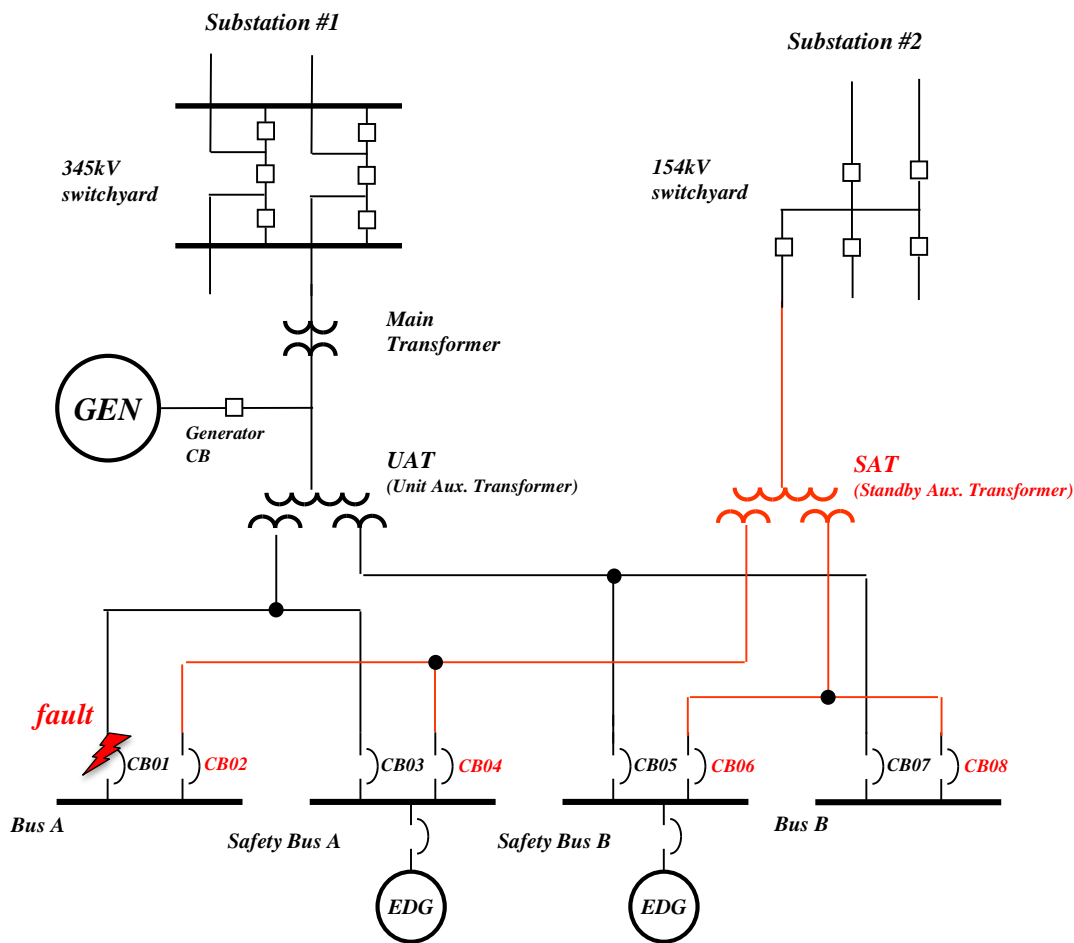 Substation #1
Substation #2
345kV
switchyard
154kV
switchyard
Main
Transformer
GEN
Generator
CB
UAT
(Unit Aux. Transformer)
SAT
(Standby Aux. Transformer)
fault
CB01
CB02
CB03
CB04
CB05
CB06
CB07
CB08
Bus A
Safety Bus A
Safety Bus B
Bus B
EDG
EDG